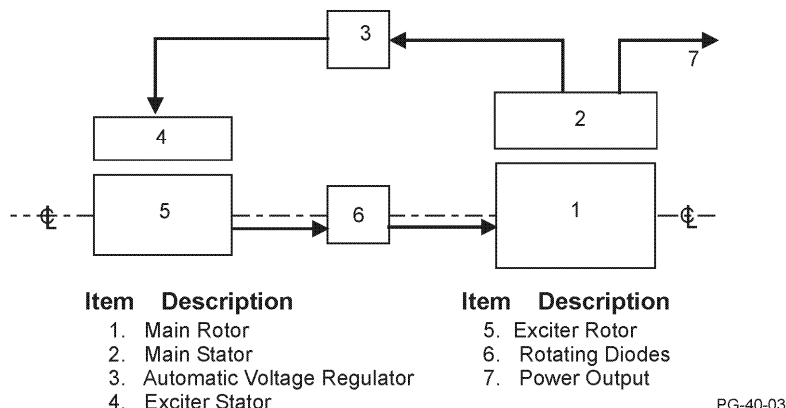 3
7
4
2
℄
5
6
1
℄
Item Description
1. Main Rotor
2. Main Stator
3. Automatic Voltage Regulator
4. Exciter Stator
Item Description
5. Exciter Rotor
6. Rotating Diodes
7. Power Output
PG-40-03